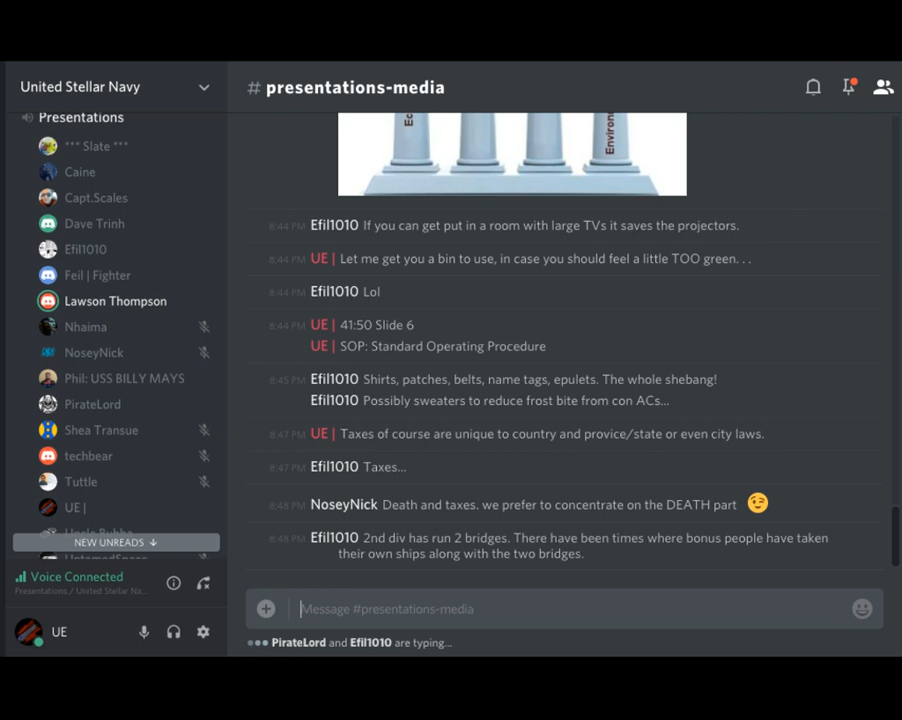 United Stellar Navy
# presentations-media
Presentations
*** Slate ***
Caine
Capt.Scales
Dave Trinh
Efil1010
Feil | Fighter
Lawson Thompson
Nhaima
NoseyNick
Phil: USS BILLY MAYS
PirateLord
Shea Transue
techbear
Tuttle
UE |
NEW UNREADS
Voice Connected
Presentations / United Stellar Na...
UE
Ec
Environ
8:44 PM Efil1010 If you can get put in a room with large TVs it saves the projectors.
8:44 PM UE | Let me get you a bin to use, in case you should feel a little TOO green. . .
8:44 PM Efil1010 Lol
8:44 PM UE | 41:50 Slide 6
UE | SOP: Standard Operating Procedure
8:45 PM Efil1010 Shirts, patches, belts, name tags, epulets. The whole shebang!
Efil1010 Possibly sweaters to reduce frost bite from con ACs...
8:47 PM UE | Taxes of course are unique to country and provice/state or even city laws.
8:47 PM Efil1010 Taxes...
8:48 PM NoseyNick Death and taxes. we prefer to concentrate on the DEATH part 😉
8:48 PM Efil1010 2nd div has run 2 bridges. There have been times where bonus people have taken
their own ships along with the two bridges.
Message #presentations-media
PirateLord and Efil1010 are typing...